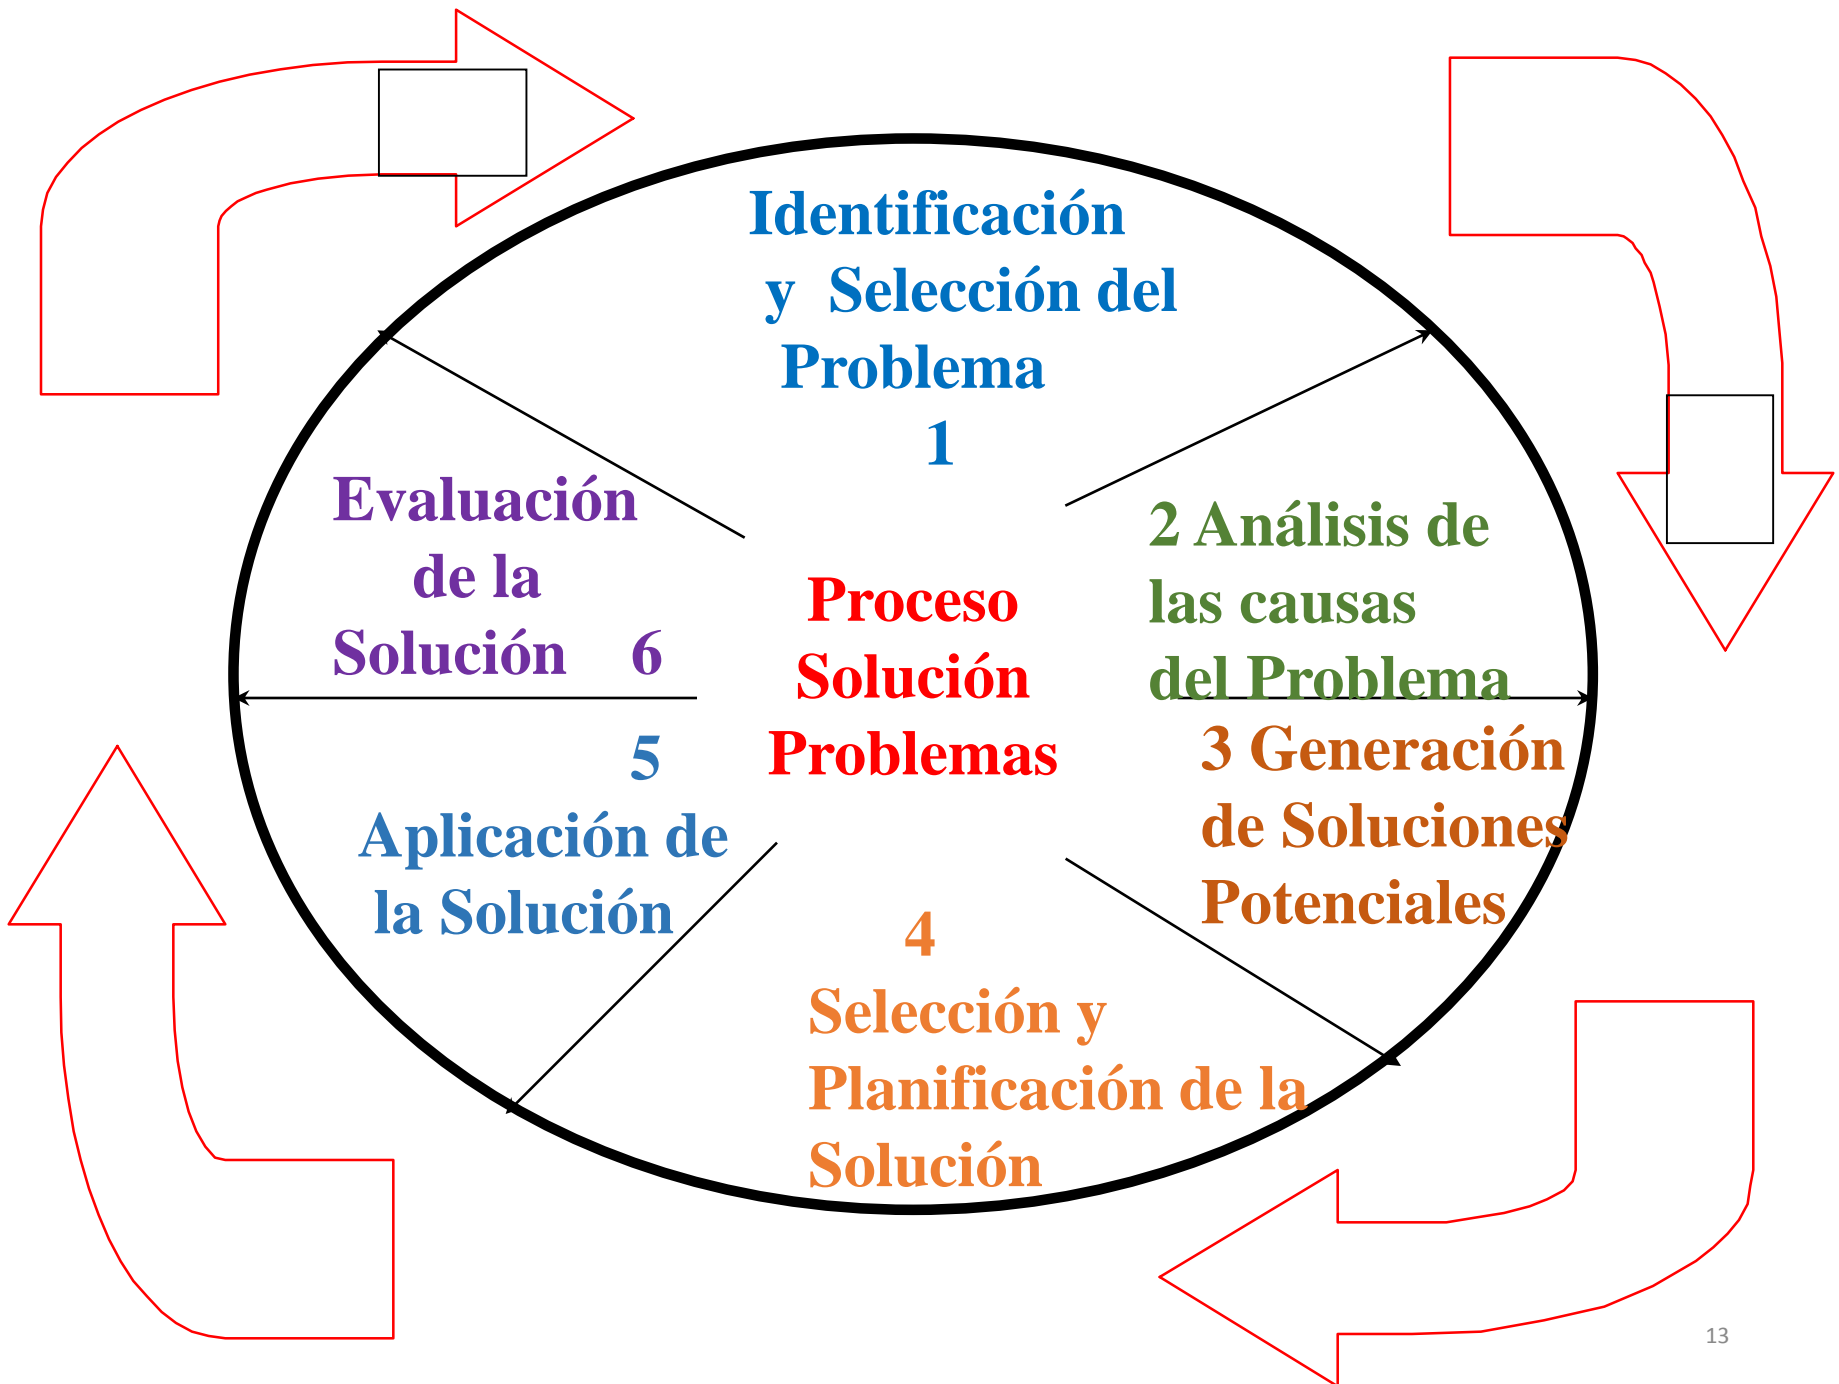 Identificación
y Selección del
Problema
1
2 Análisis de
las causas
del Problema
3 Generación
de Soluciones
Potenciales
4
Selección y
Planificación de la
Solución
5
Aplicación de
la Solución
Evaluación
de la
Solución 6
Proceso
Solución
Problemas
13